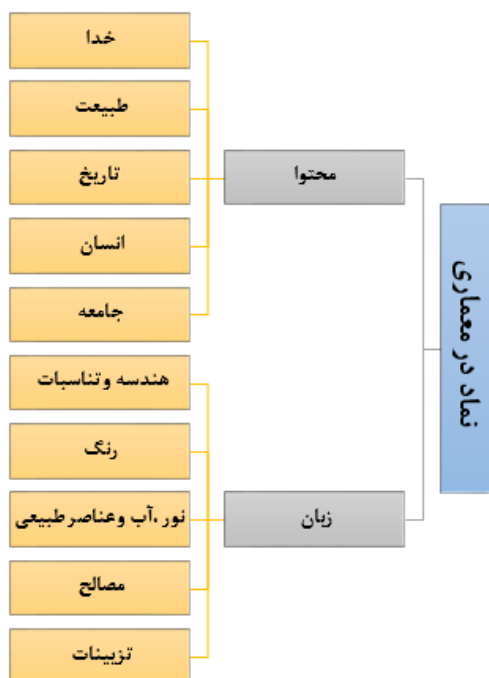 نماد در معماری
محتوا
خدا
طبیعت
تاریخ
انسان
جامعه
زبان
هندسه وتناسبات
رنگ
نور ،آب وعناصر طبیعی
مصالح
تزیینات